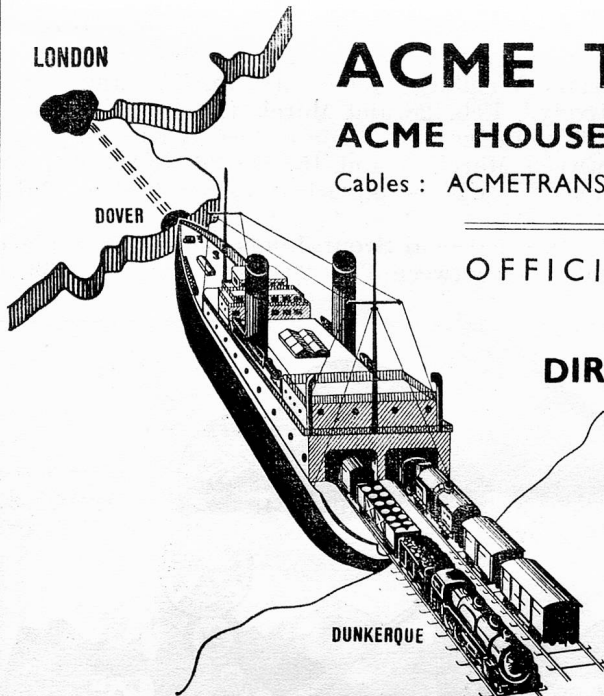 LONDON
ACME T
ACME HOUSE
Cables : ACMETRANS
DOVER
OFFICI
DIR
DUNKERQUE